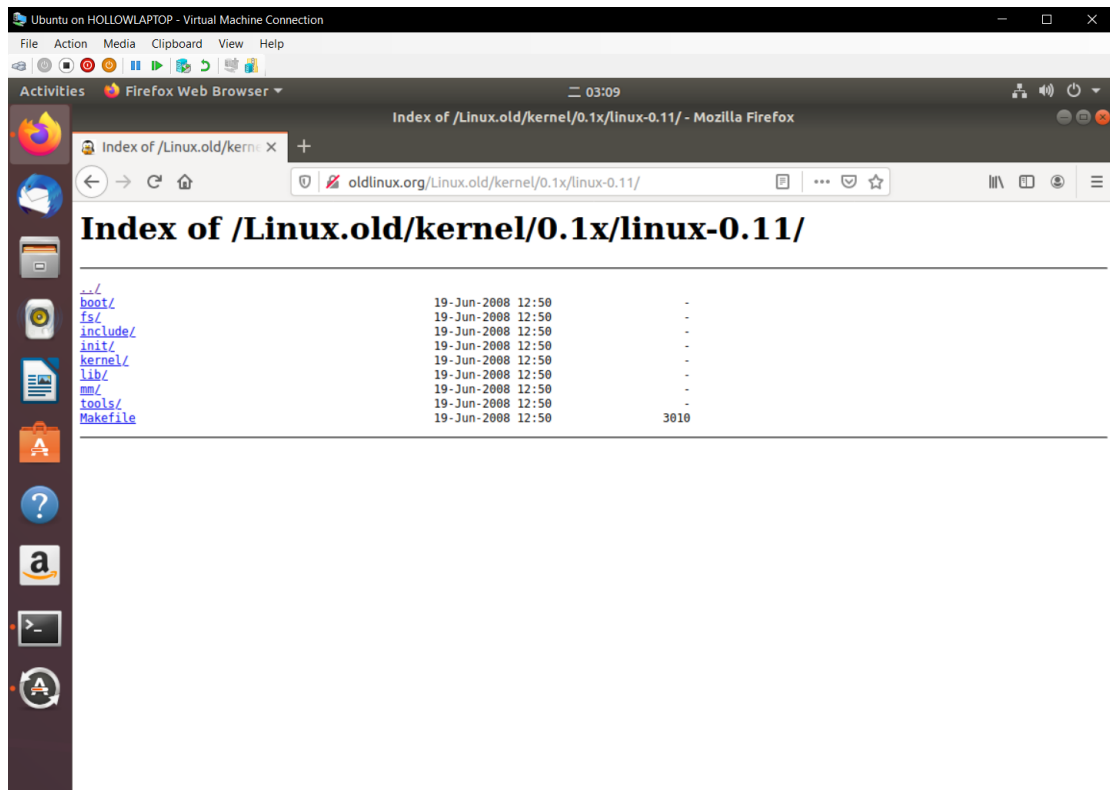 Ubuntu on HOLLOWLAPTOP - Virtual Machine Connection
File Action Media Clipboard View Help
Activities Firefox Web Browser 二 03:09
Index of /Linux.old/kernel/0.1x/linux-0.11/ - Mozilla Firefox
Index of /Linux.old/kerne
oldlinux.org/Linux.old/kernel/0.1x/linux-0.11/
Index of /Linux.old/kernel/0.1x/linux-0.11/
../
boot/ 19-Jun-2008 12:50 -
fs/ 19-Jun-2008 12:50 -
include/ 19-Jun-2008 12:50 -
init/ 19-Jun-2008 12:50 -
kernel/ 19-Jun-2008 12:50 -
lib/ 19-Jun-2008 12:50 -
mm/ 19-Jun-2008 12:50 -
tools/ 19-Jun-2008 12:50 -
Makefile 19-Jun-2008 12:50 3010